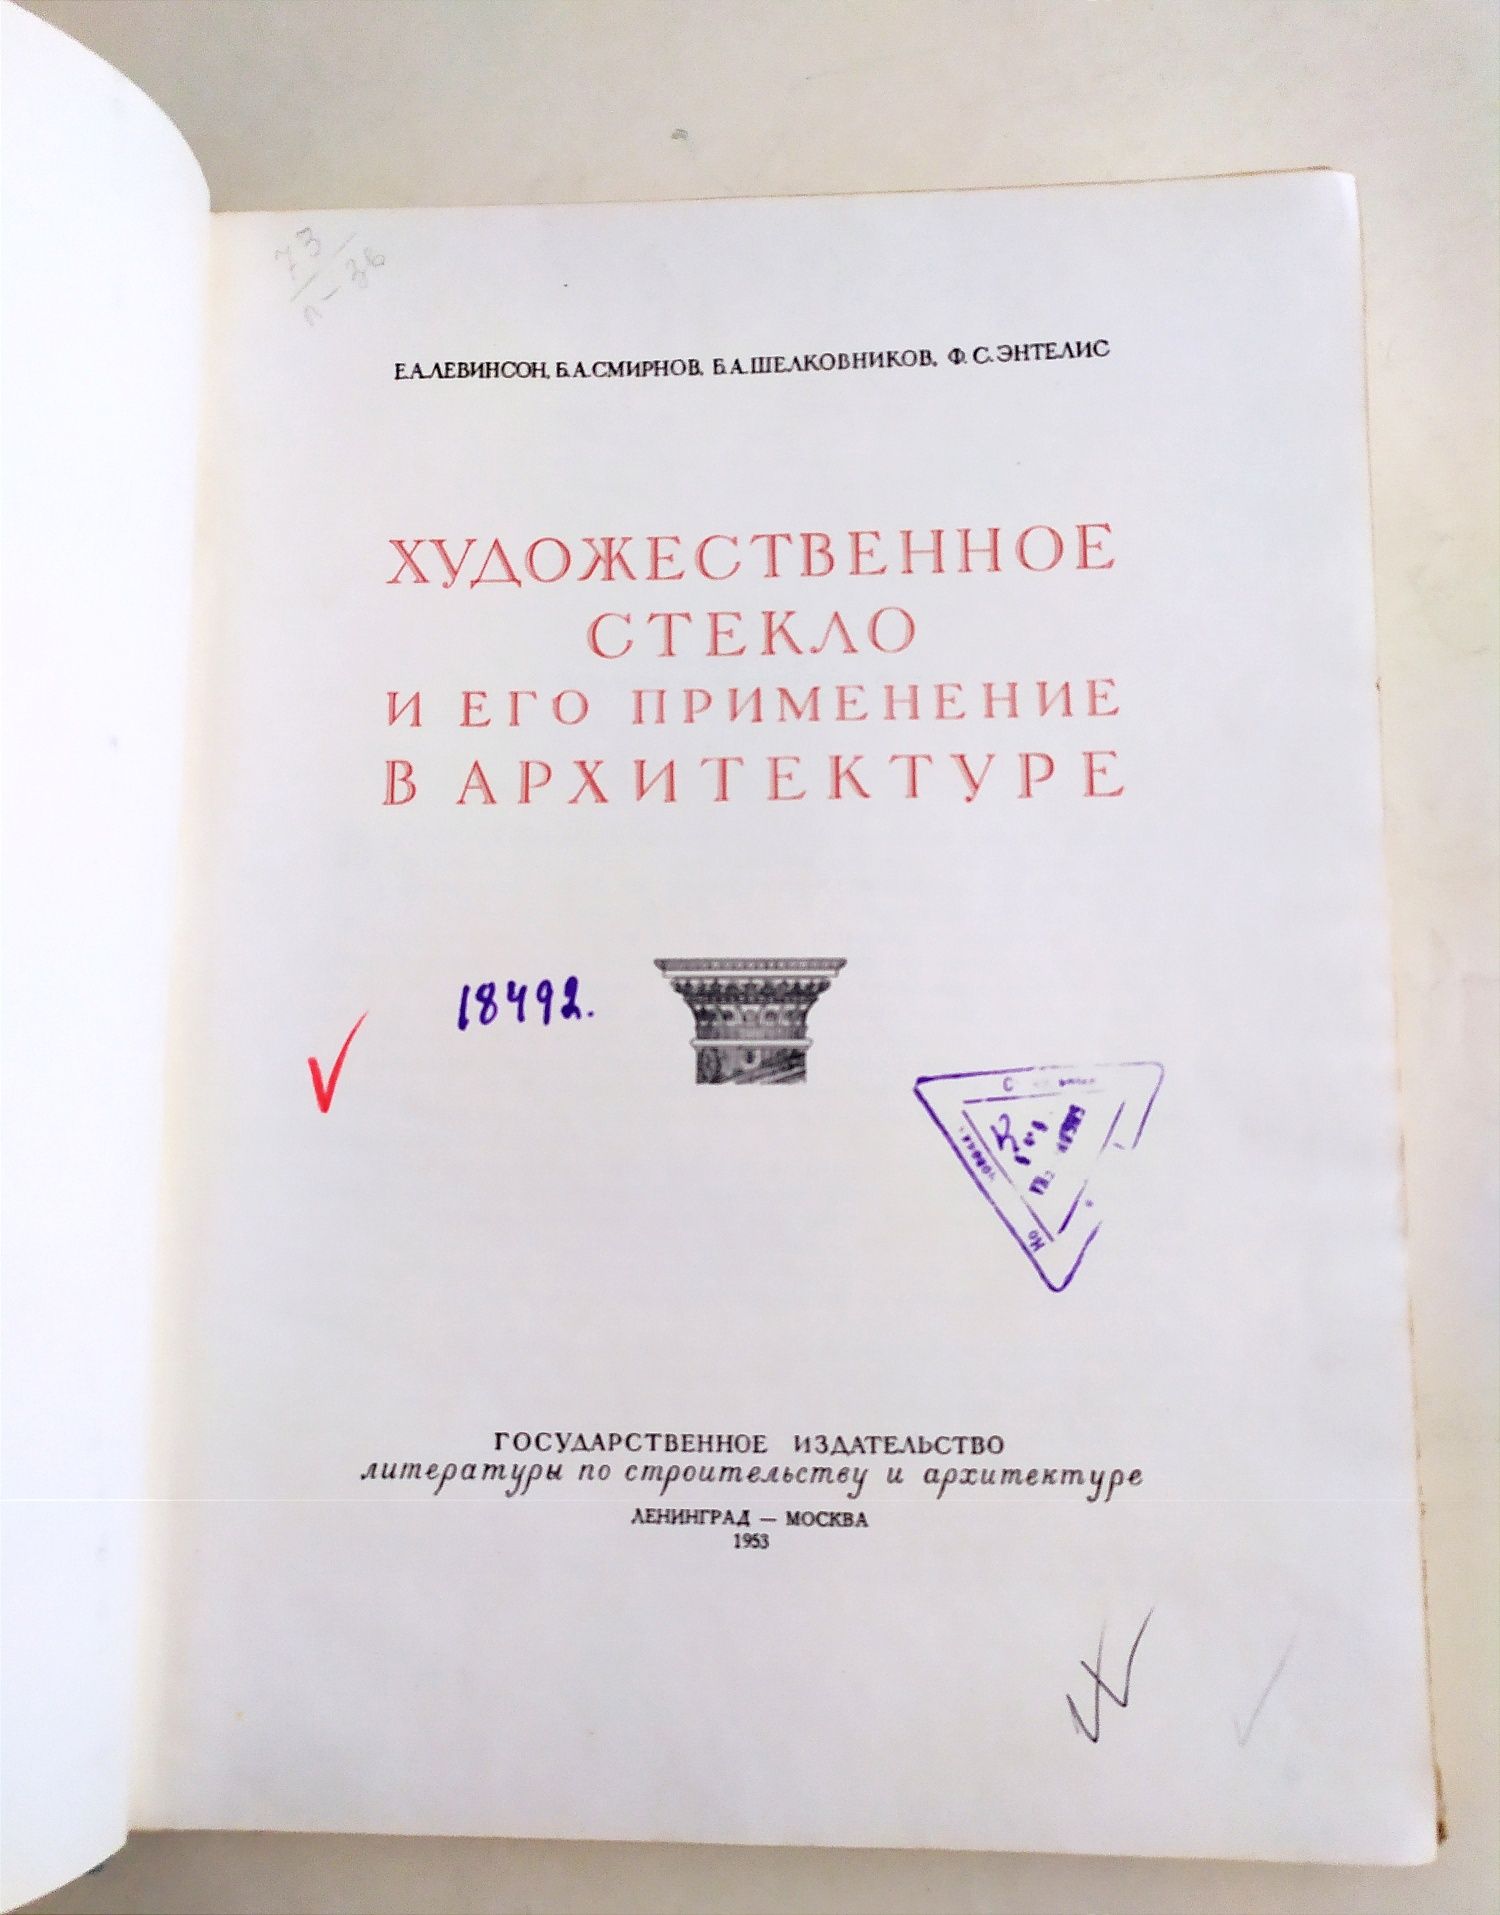 73
Е.А.ЛЕВИНСОН, Б.А.СМИРНОВ, Б.А.ШЕЛКОВНИКОВ, Ф.С.ЭНТЕЛИС
ХУДОЖЕСТВЕННОЕ
СТЕКЛО
И ЕГО ПРИМЕНЕНИЕ
В АРХИТЕКТУРЕ
18492.
ГОСУДАРСТВЕННОЕ ИЗДАТЕЛЬСТВО
литературы по строительству и архитектуре
ЛЕНИНГРАД — МОСКВА
1953